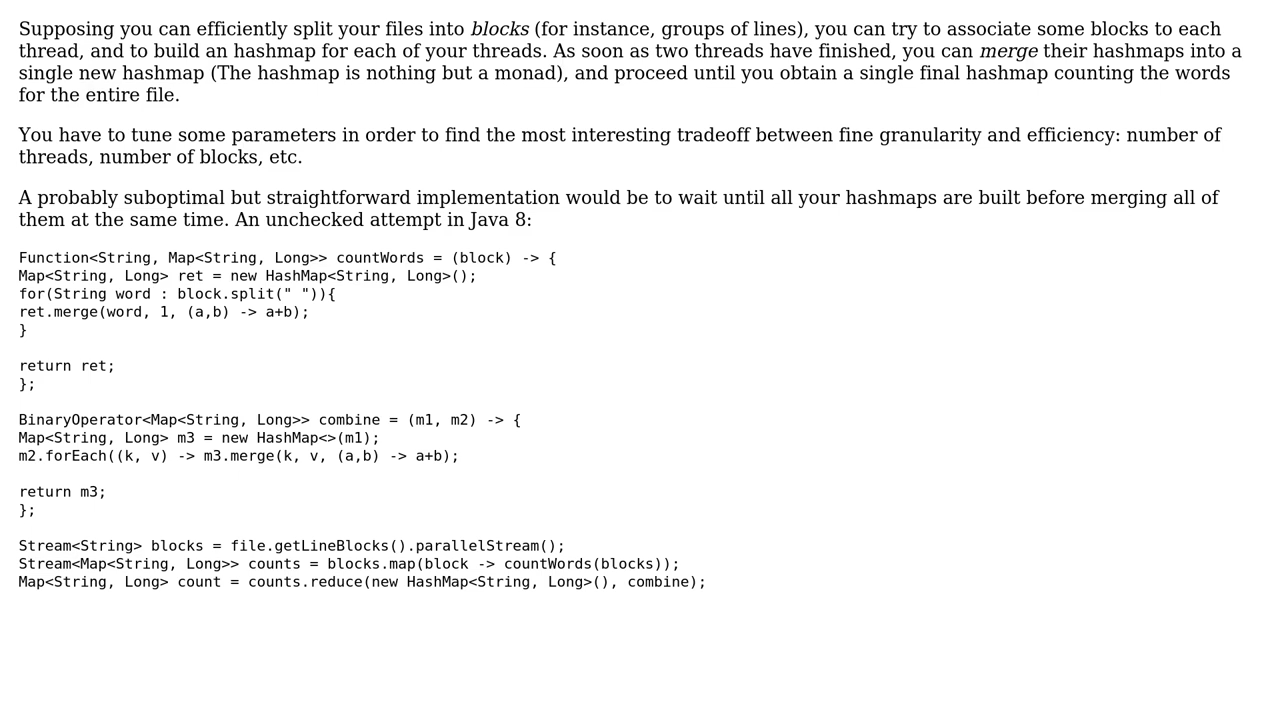 Supposing you can efficiently split your files into blocks (for instance, groups of lines), you can try to associate some blocks to each
thread, and to build an hashmap for each of your threads. As soon as two threads have finished, you can merge their hashmaps into a
single new hashmap (The hashmap is nothing but a monad), and proceed until you obtain a single final hashmap counting the words
for the entire file.
You have to tune some parameters in order to find the most interesting tradeoff between fine granularity and efficiency: number of
threads, number of blocks, etc.
A probably suboptimal but straightforward implementation would be to wait until all your hashmaps are built before merging all of
them at the same time. An unchecked attempt in Java 8:
Function<String, Map<String, Long>> countWords = (block) -> {
Map<String, Long> ret = new HashMap<String, Long>();
for(String word : block.split(" ")){
ret.merge(word, 1, (a,b) -> a+b);
}
return ret;
};
BinaryOperator<Map<String, Long>> combine = (m1, m2) -> {
Map<String, Long> m3 = new HashMap<>(m1);
m2.forEach((k, v) -> m3.merge(k, v, (a,b) -> a+b);
return m3;
};
Stream<String> blocks = file.getLineBlocks().parallelStream();
Stream<Map<String, Long>> counts = blocks.map(block -> countWords(blocks));
Map<String, Long> count = counts.reduce(new HashMap<String, Long>(), combine);